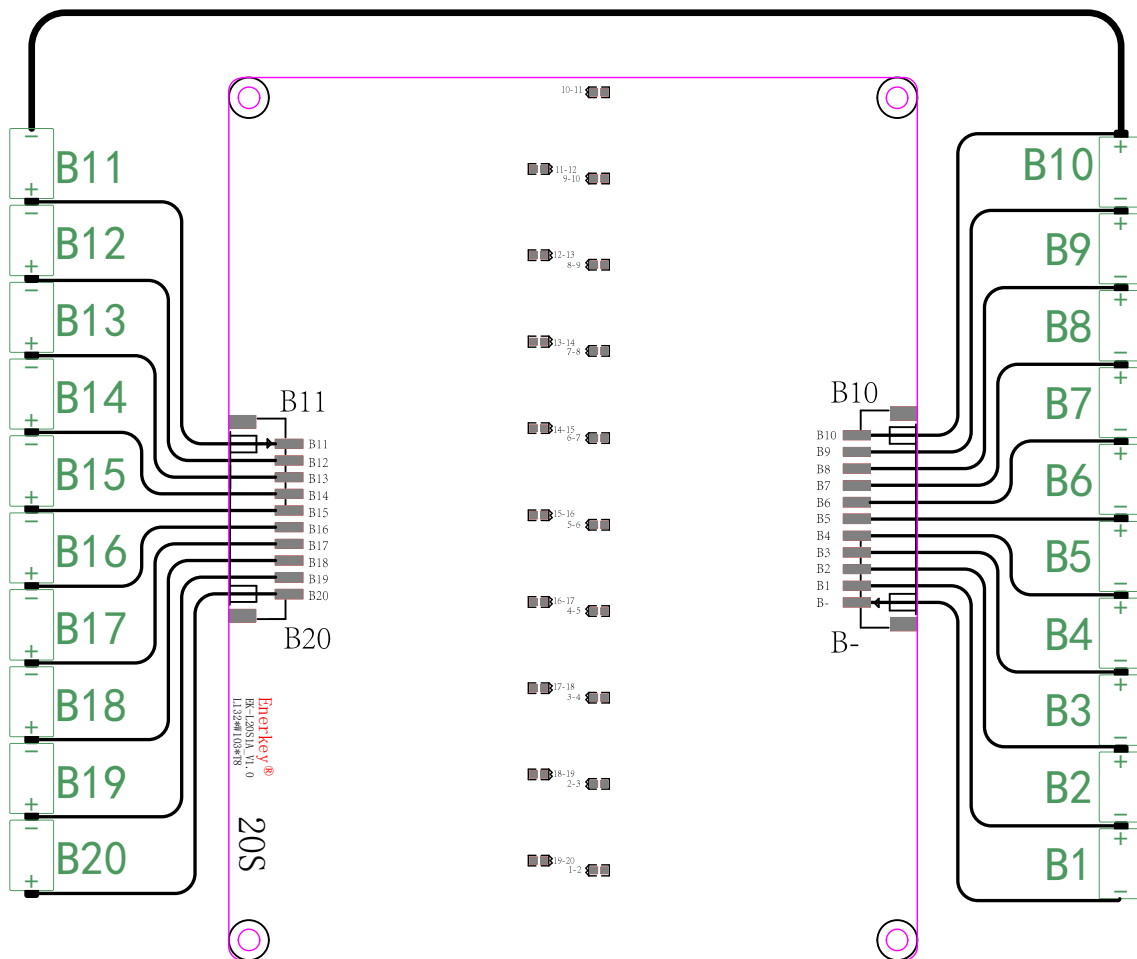 10-11
11-12
9-10
12-13
8-9
13-14
7-8
14-15
6-7
15-16
5-6
16-17
4-5
17-18
3-4
18-19
2-3
19-20
1-2
−
B11
+
−
B12
+
−
B13
+
−
B14
+
−
B15
+
−
B16
+
−
B17
+
−
B18
+
−
B19
+
−
B20
+
B11
B11
B12
B13
B14
B15
B16
B17
B18
B19
B20
B20
Enerkey®
EK-L20S1A_V1.0
L132*W103*T8
20S
B10
B10
B9
B8
B7
B6
B5
B4
B3
B2
B1
B-
B-
+
B10
−
+
B9
−
+
B8
−
+
B7
−
+
B6
−
+
B5
−
+
B4
−
+
B3
−
+
B2
−
+
B1
−